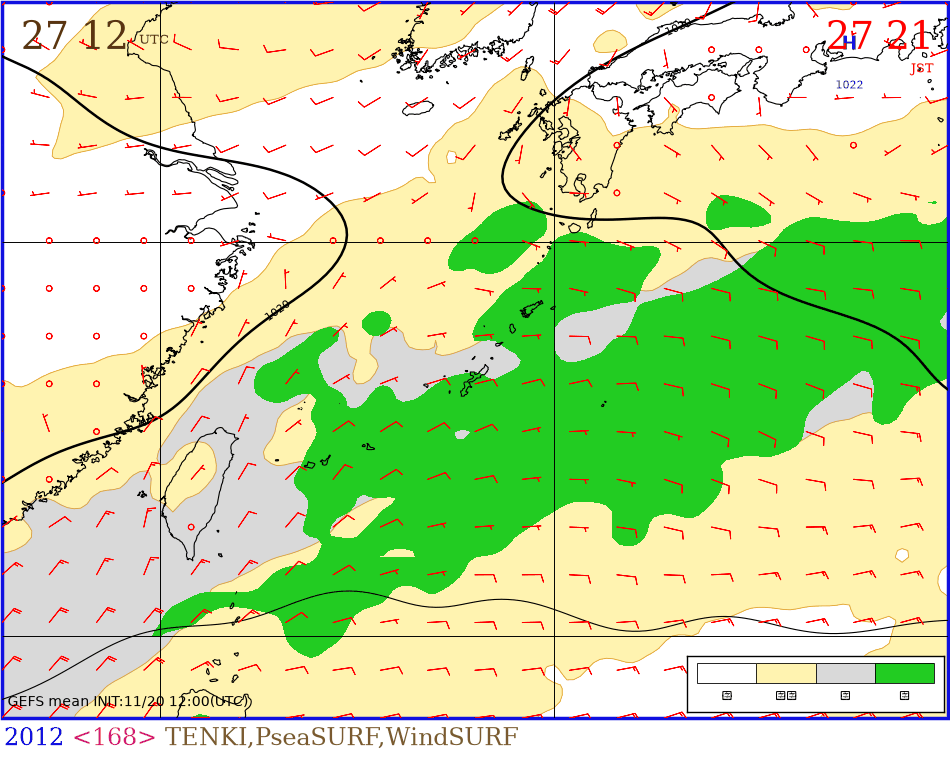 27 12 UTC
27 21
JST
H
1022
1020
1020
GEFS mean INIT:11/20 12:00(UTC)
2012 <168> TENKI,PseaSURF,WindSURF